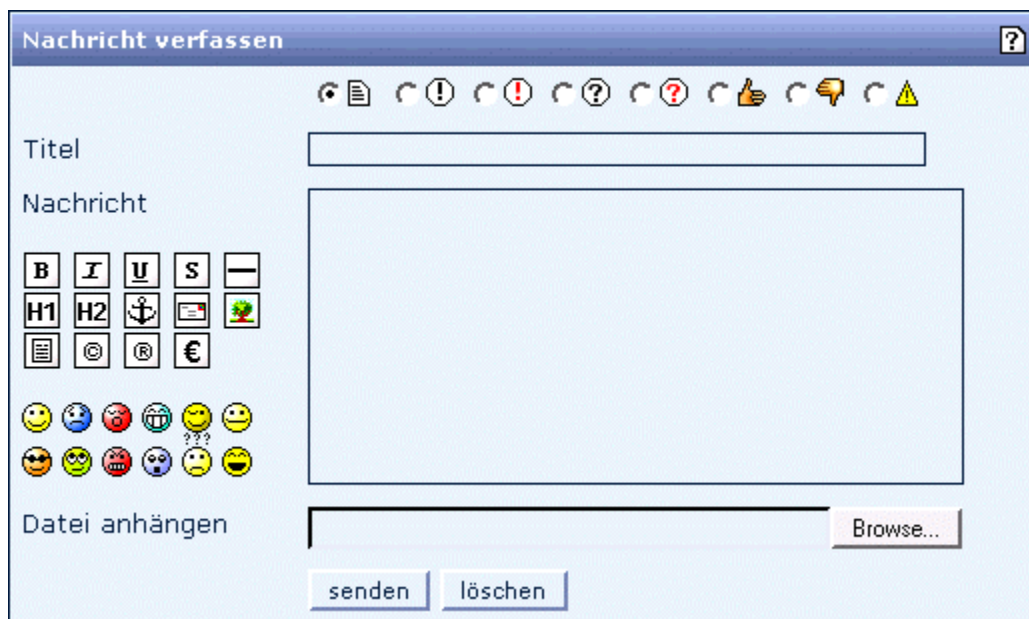 Nachricht verfassen ?
! ! ? ? !
Titel
Nachricht
B I U S
H1 H2
© ® €
???
Datei anhängen Browse...
senden löschen